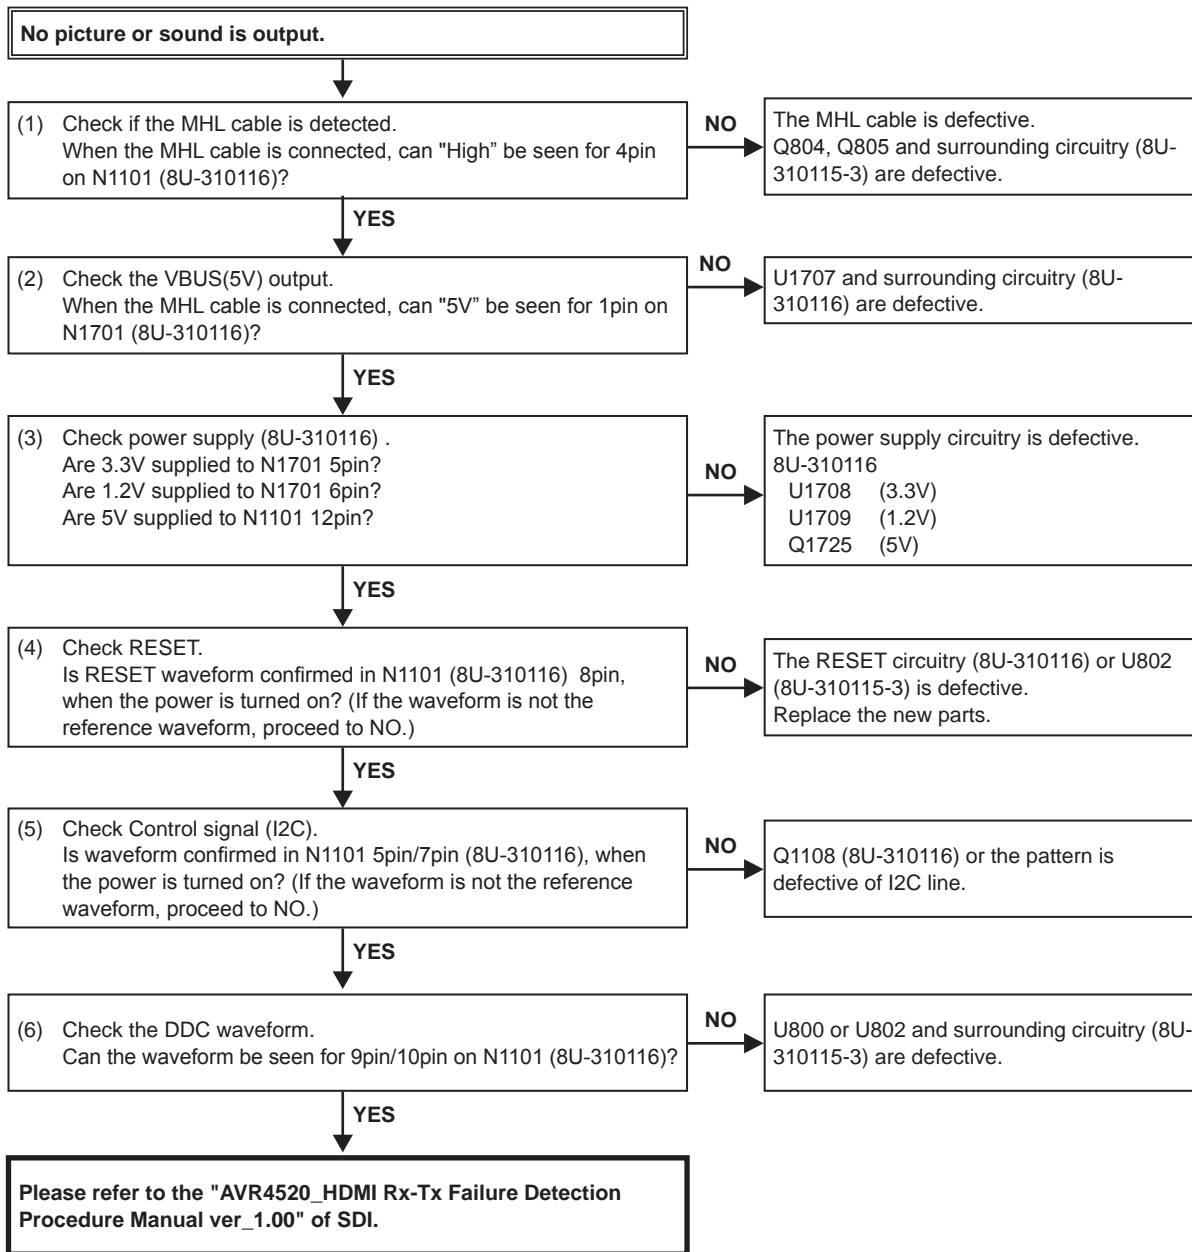 No picture or sound is output.
(1) Check if the MHL cable is detected.
When the MHL cable is connected, can "High” be seen for 4pin
on N1101 (8U-310116)?
NO
The MHL cable is defective.
Q804, Q805 and surrounding circuitry (8U-
310115-3) are defective.
YES
(2) Check the VBUS(5V) output.
When the MHL cable is connected, can "5V” be seen for 1pin on
N1701 (8U-310116)?
NO
U1707 and surrounding circuitry (8U-
310116) are defective.
YES
(3) Check power supply (8U-310116) .
Are 3.3V supplied to N1701 5pin?
Are 1.2V supplied to N1701 6pin?
Are 5V supplied to N1101 12pin?
NO
The power supply circuitry is defective.
8U-310116
U1708 (3.3V)
U1709 (1.2V)
Q1725 (5V)
YES
(4) Check RESET.
Is RESET waveform confirmed in N1101 (8U-310116) 8pin,
when the power is turned on? (If the waveform is not the
reference waveform, proceed to NO.)
NO
The RESET circuitry (8U-310116) or U802
(8U-310115-3) is defective.
Replace the new parts.
YES
(5) Check Control signal (I2C).
Is waveform confirmed in N1101 5pin/7pin (8U-310116), when
the power is turned on? (If the waveform is not the reference
waveform, proceed to NO.)
NO
Q1108 (8U-310116) or the pattern is
defective of I2C line.
YES
(6) Check the DDC waveform.
Can the waveform be seen for 9pin/10pin on N1101 (8U-310116)?
NO
U800 or U802 and surrounding circuitry (8U-
310115-3) are defective.
YES
Please refer to the "AVR4520_HDMI Rx-Tx Failure Detection
Procedure Manual ver_1.00" of SDI.